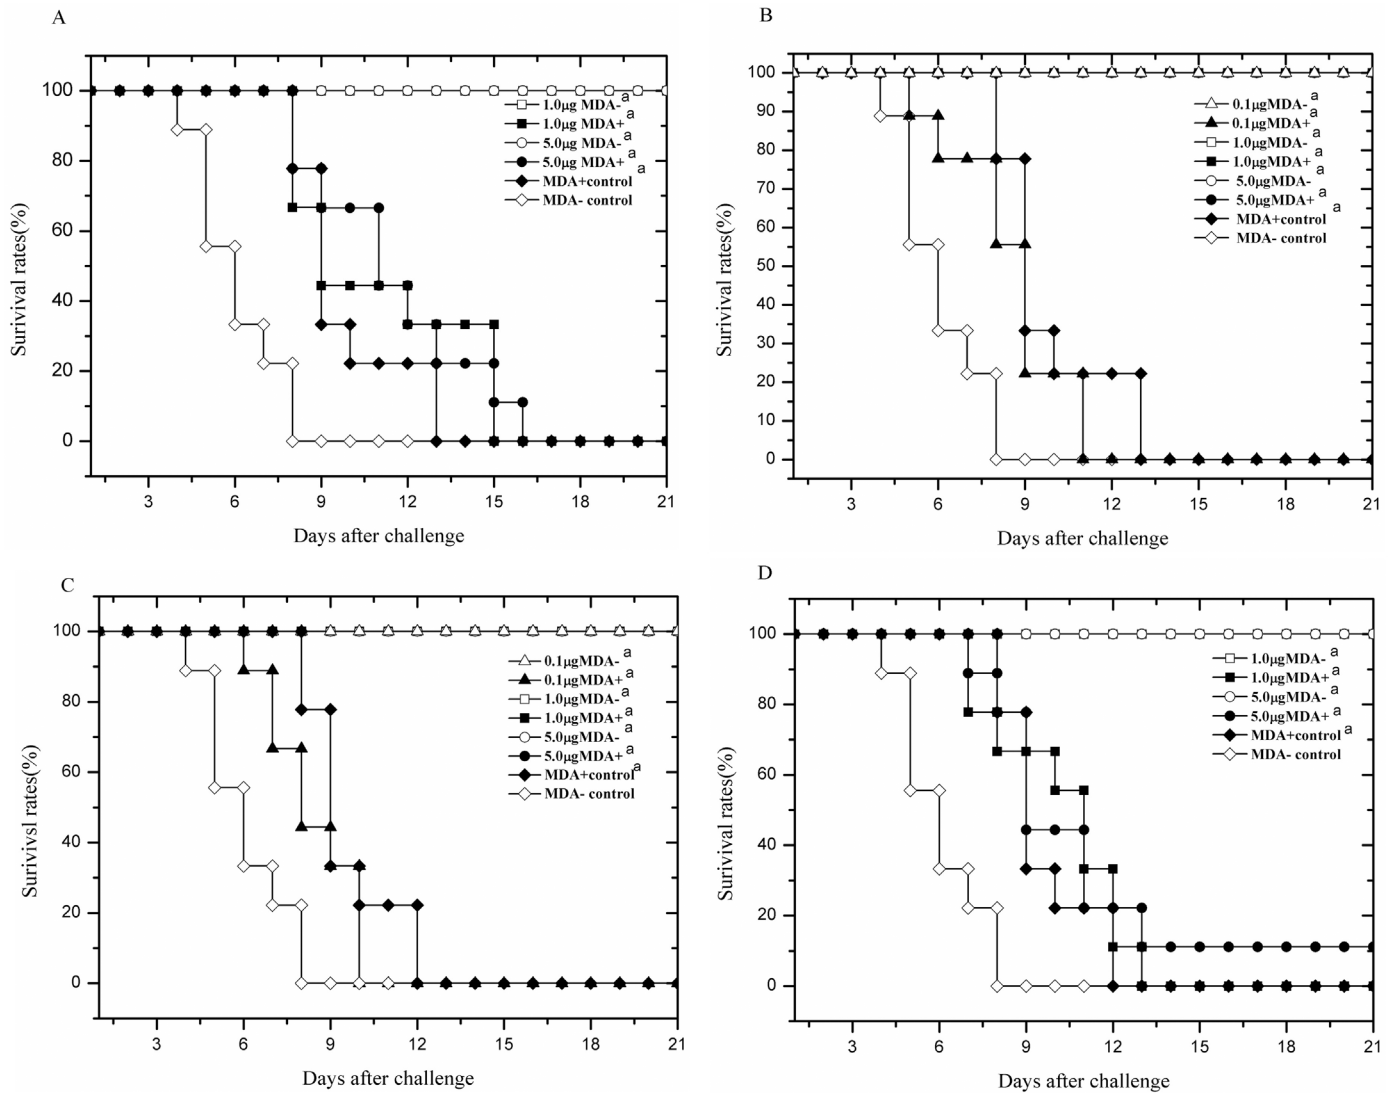 A
Surivival rates(%)
100
80
60
40
20
0
1.0μg MDA- a
1.0μg MDA+ a
5.0μg MDA- a
5.0μg MDA+ a
MDA+control a
MDA- control
3 6 9 12 15 18 21
Days after challenge
B
Surivival rates(%)
100
90
80
70
60
50
40
30
20
10
0
0.1μgMDA- a
0.1μgMDA+ a
1.0μgMDA- a
1.0μgMDA+ a
5.0μgMDA- a
5.0μgMDA+ a
MDA+control a
MDA- control
3 6 9 12 15 18 21
Days after challenge
C
Surivivsl rates(%)
100
80
60
40
20
0
0.1μgMDA- a
0.1μgMDA+
1.0μgMDA- a
1.0μgMDA+ a
5.0μgMDA- a
5.0μgMDA+ a
MDA+control a
MDA- control
3 6 9 12 15 18 21
Days after challenge
D
Survival rates(%)
100
80
60
40
20
0
1.0μgMDA- a
1.0μgMDA+ a
5.0μgMDA- a
5.0μgMDA+ a
MDA+control a
MDA- control
3 6 9 12 15 18 21
Days after challenge